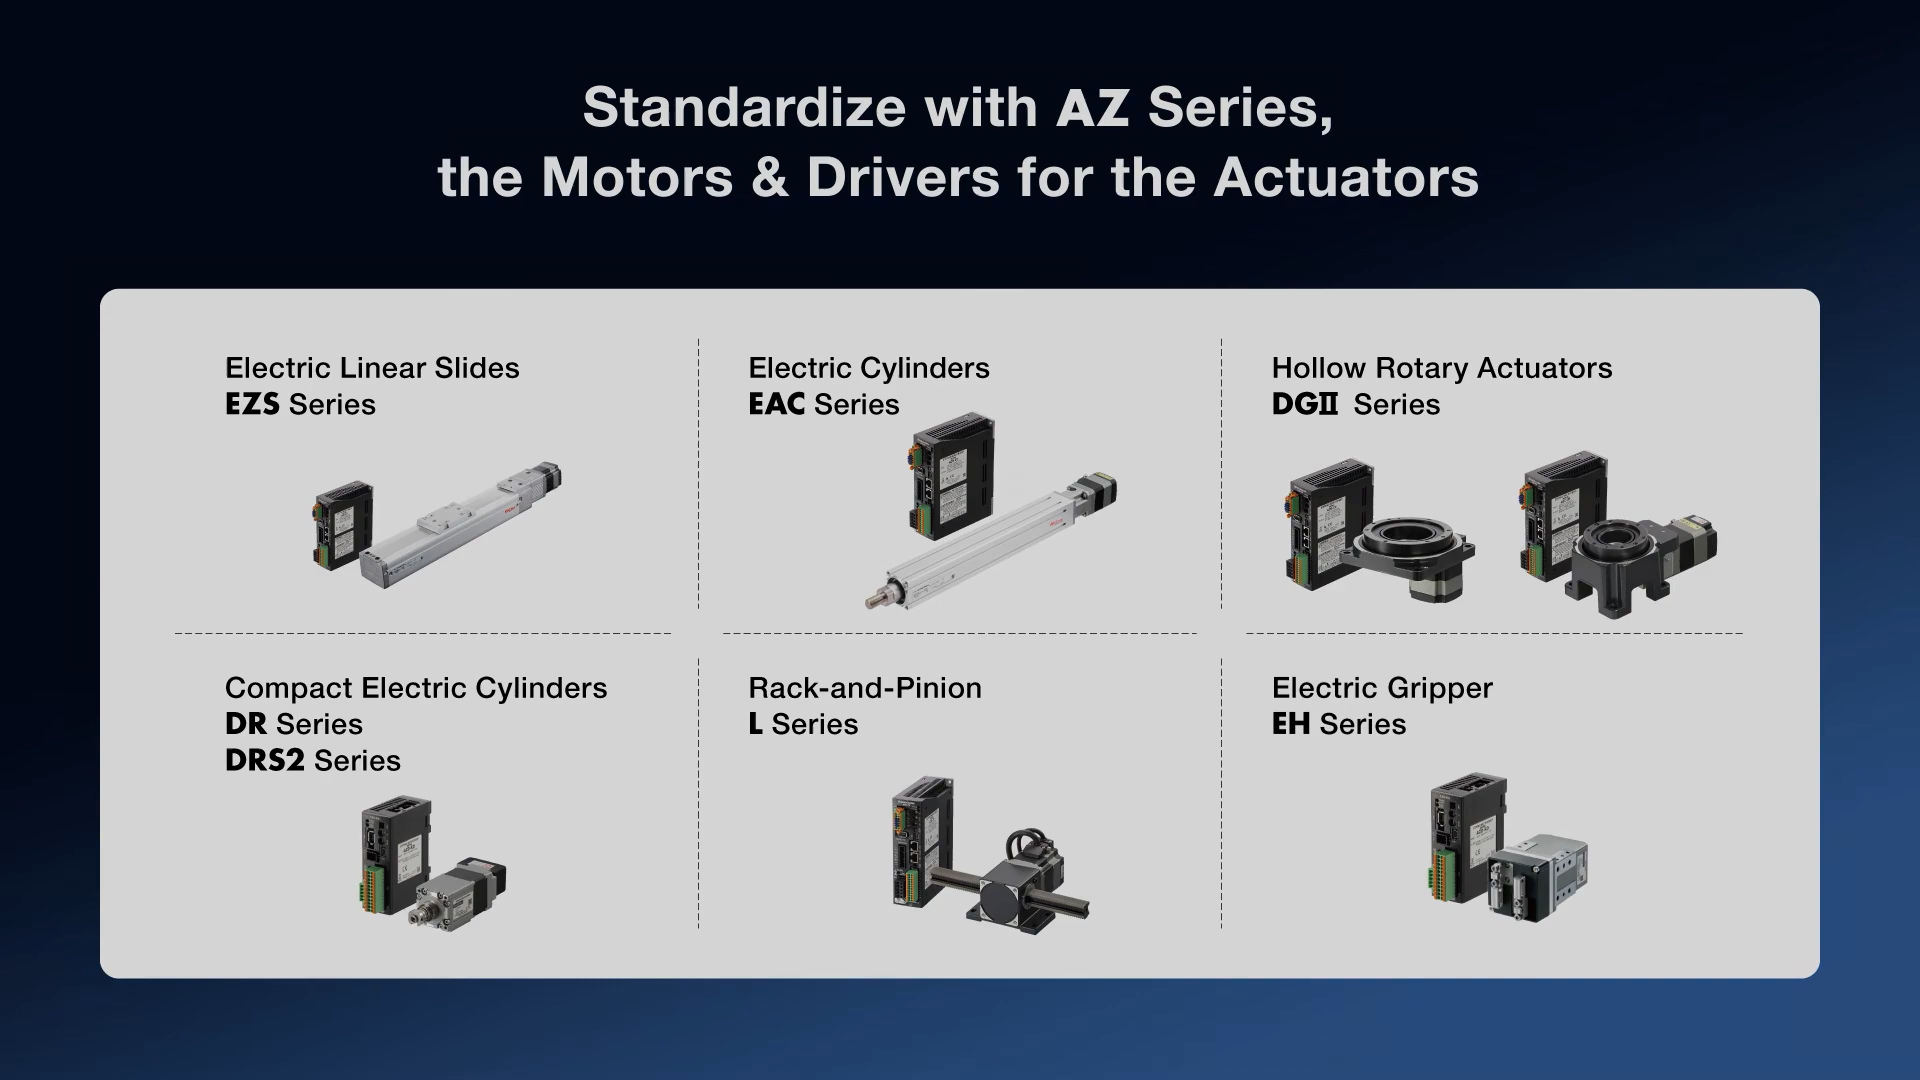 Standardize with AZ Series,
the Motors & Drivers for the Actuators
Electric Linear Slides
EZS Series
Electric Cylinders
EAC Series
Hollow Rotary Actuators
DGII Series
Compact Electric Cylinders
DR Series
DRS2 Series
Rack-and-Pinion
L Series
Electric Gripper
EH Series